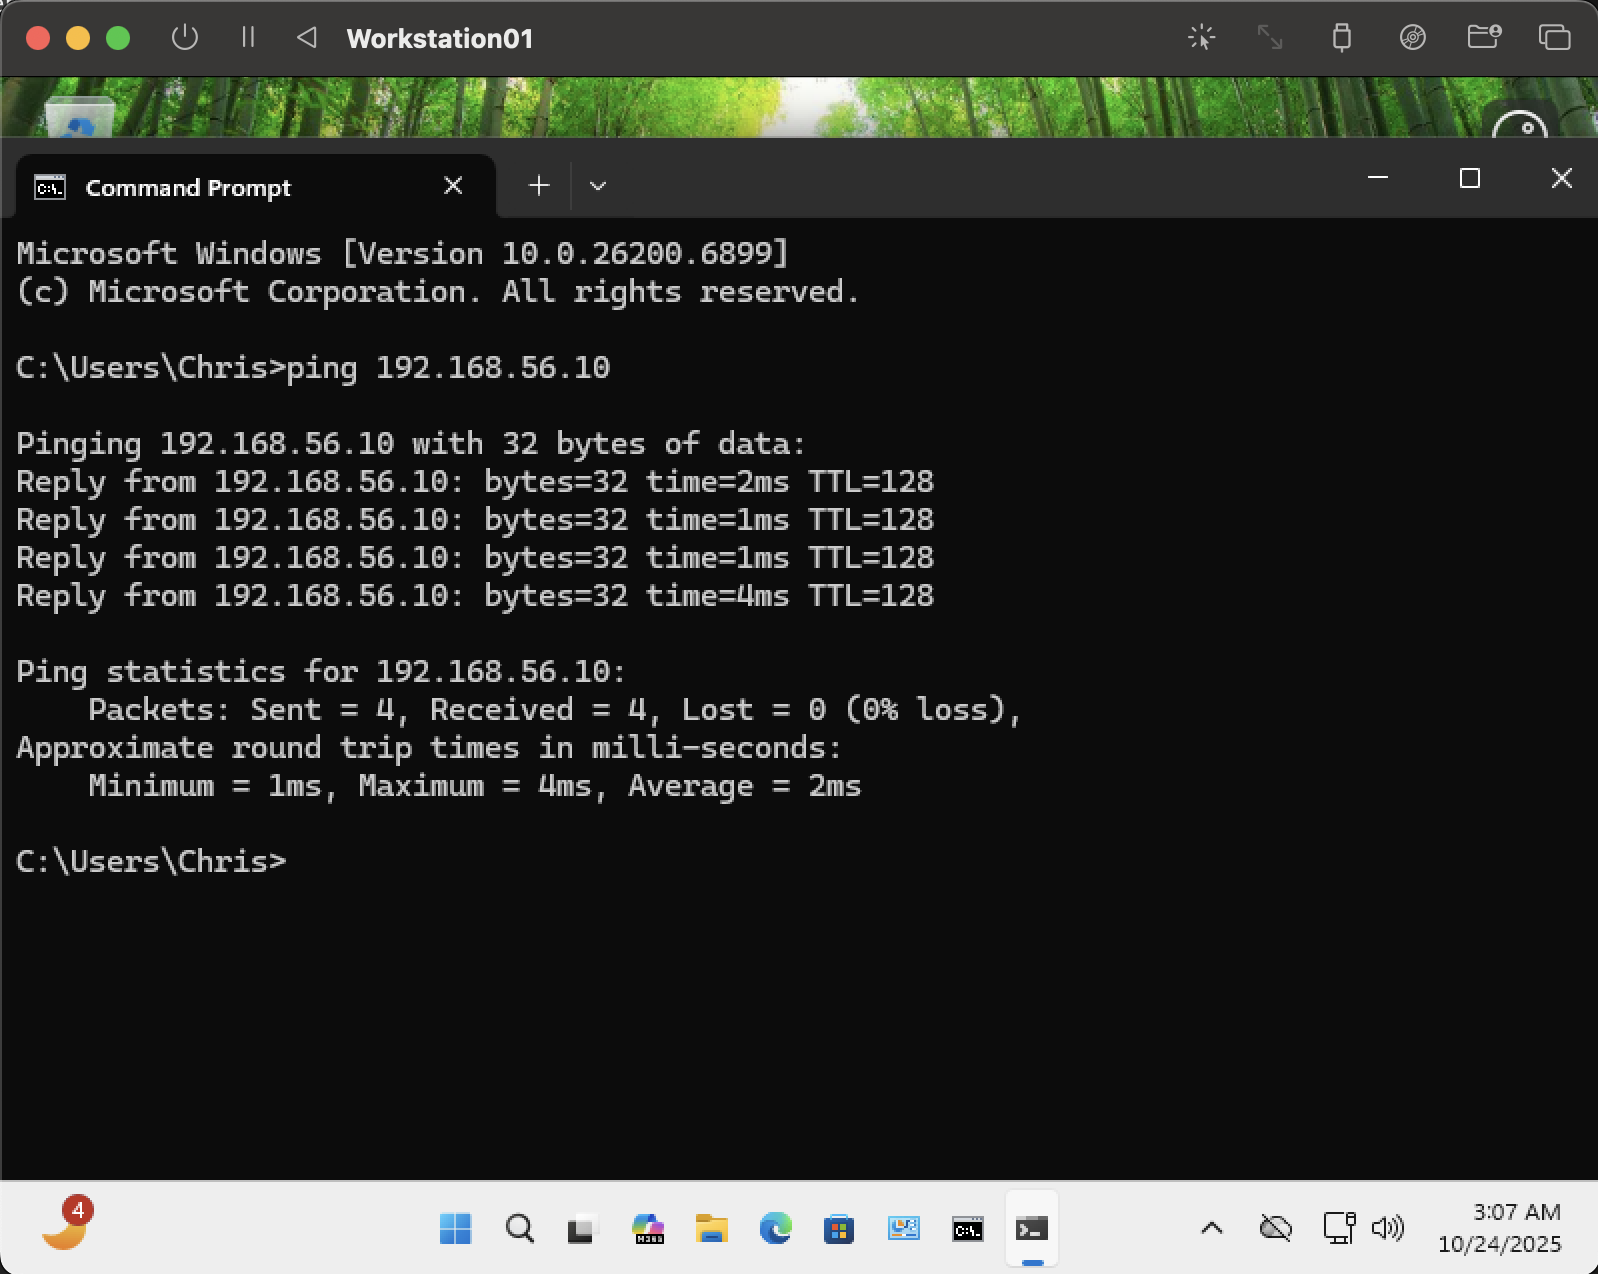 Workstation01
Command Prompt
Microsoft Windows [Version 10.0.26200.6899]
(c) Microsoft Corporation. All rights reserved.
C:\Users\Chris>ping 192.168.56.10
Pinging 192.168.56.10 with 32 bytes of data:
Reply from 192.168.56.10: bytes=32 time=2ms TTL=128
Reply from 192.168.56.10: bytes=32 time=1ms TTL=128
Reply from 192.168.56.10: bytes=32 time=1ms TTL=128
Reply from 192.168.56.10: bytes=32 time=4ms TTL=128
Ping statistics for 192.168.56.10:
    Packets: Sent = 4, Received = 4, Lost = 0 (0% loss),
Approximate round trip times in milli-seconds:
    Minimum = 1ms, Maximum = 4ms, Average = 2ms
C:\Users\Chris>
4
M365
3:07 AM
10/24/2025